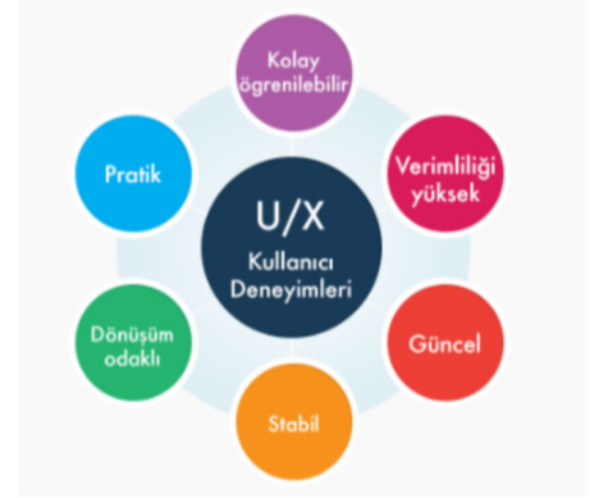 Kolay
ögrenilebilir
Verimliliği
yüksek
Pratik
U/X
Kullanıcı
Deneyimleri
Dönüşüm
odaklı
Güncel
Stabil